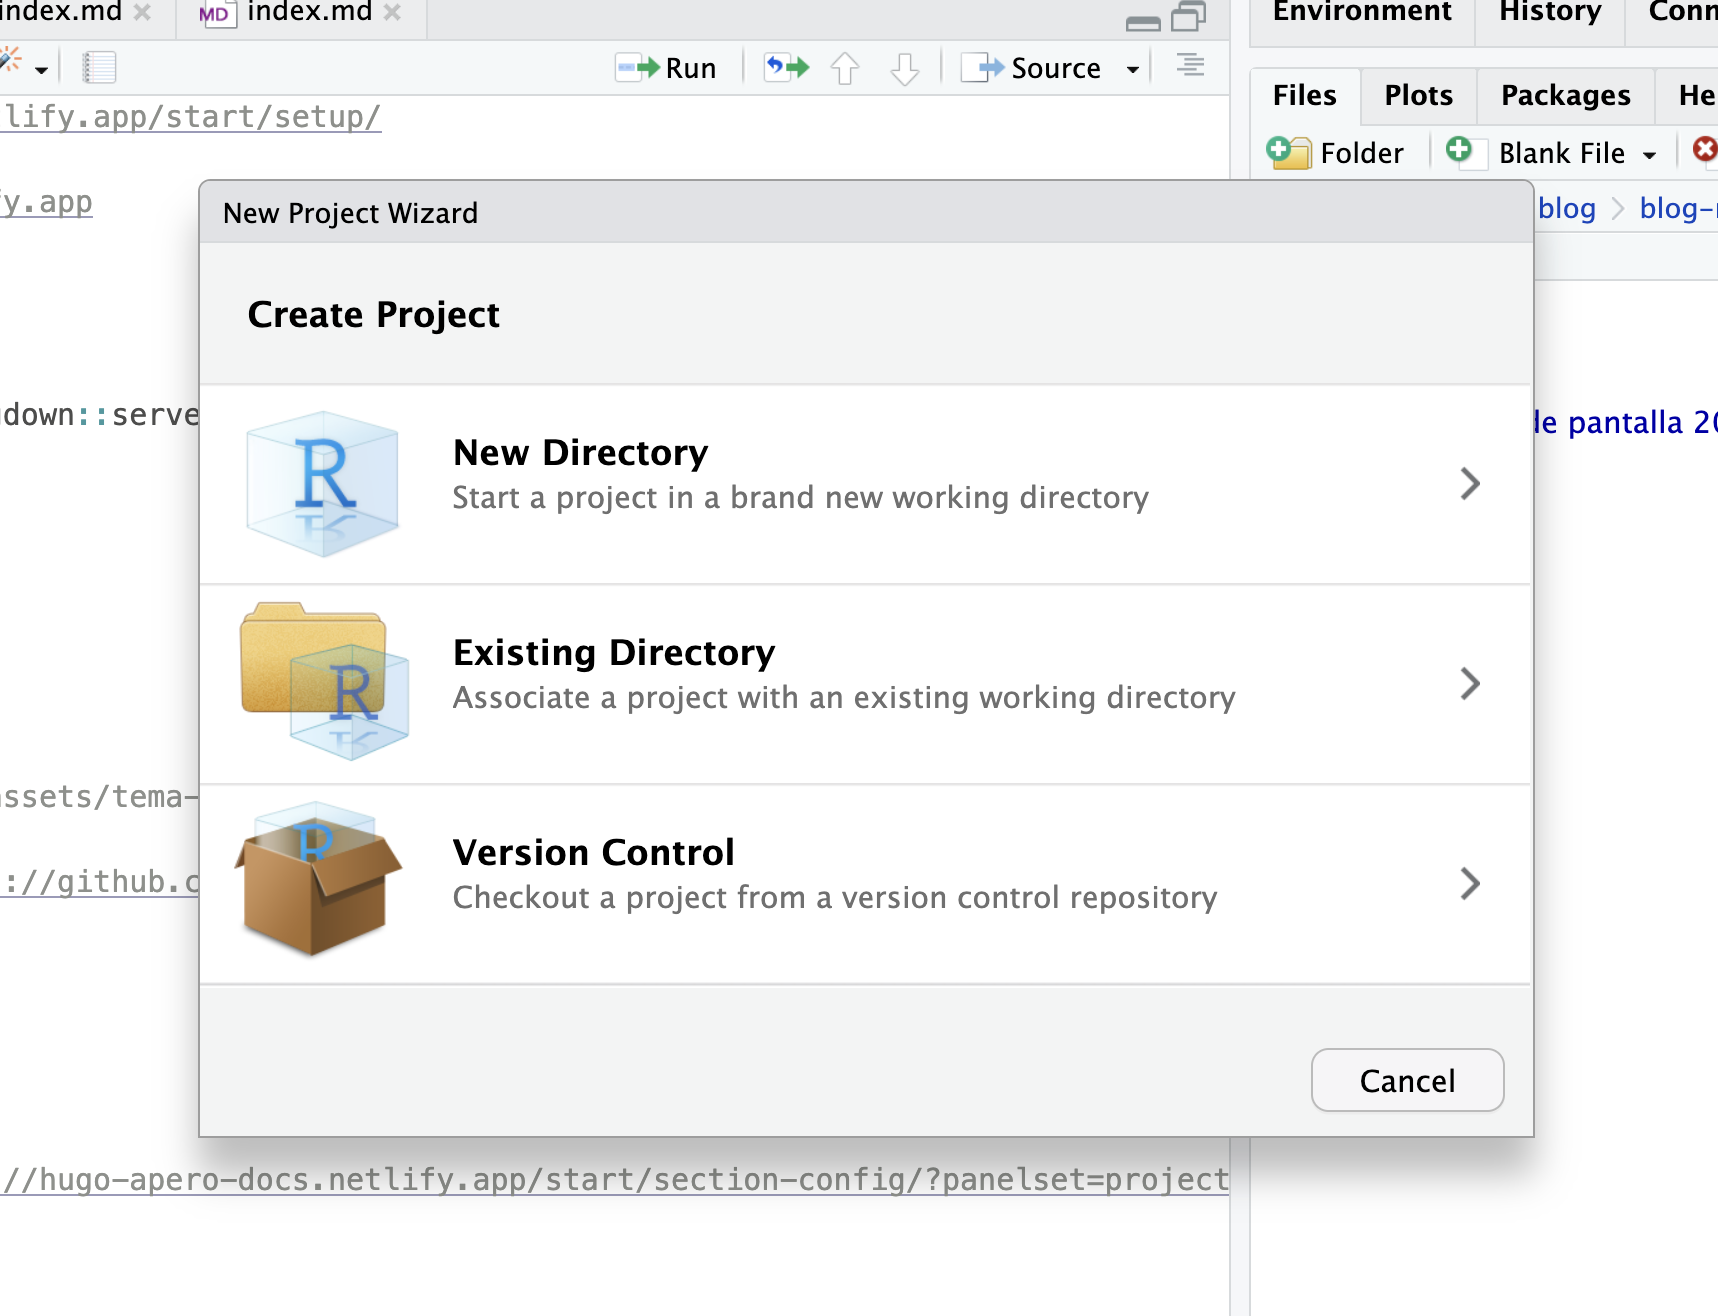 index.md
MD index.md
Run
Source
lify.app/start/setup/
y.app
down::serve
assets/tema-
://github.c
//hugo-apero-docs.netlify.app/start/section-config/?panelset=project
Environment
History
Conn
Files
Plots
Packages
He
Folder
Blank File
blog
blog-
de pantalla 20
New Project Wizard
Create Project
R
New Directory
Start a project in a brand new working directory
R
Existing Directory
Associate a project with an existing working directory
R
Version Control
Checkout a project from a version control repository
Cancel